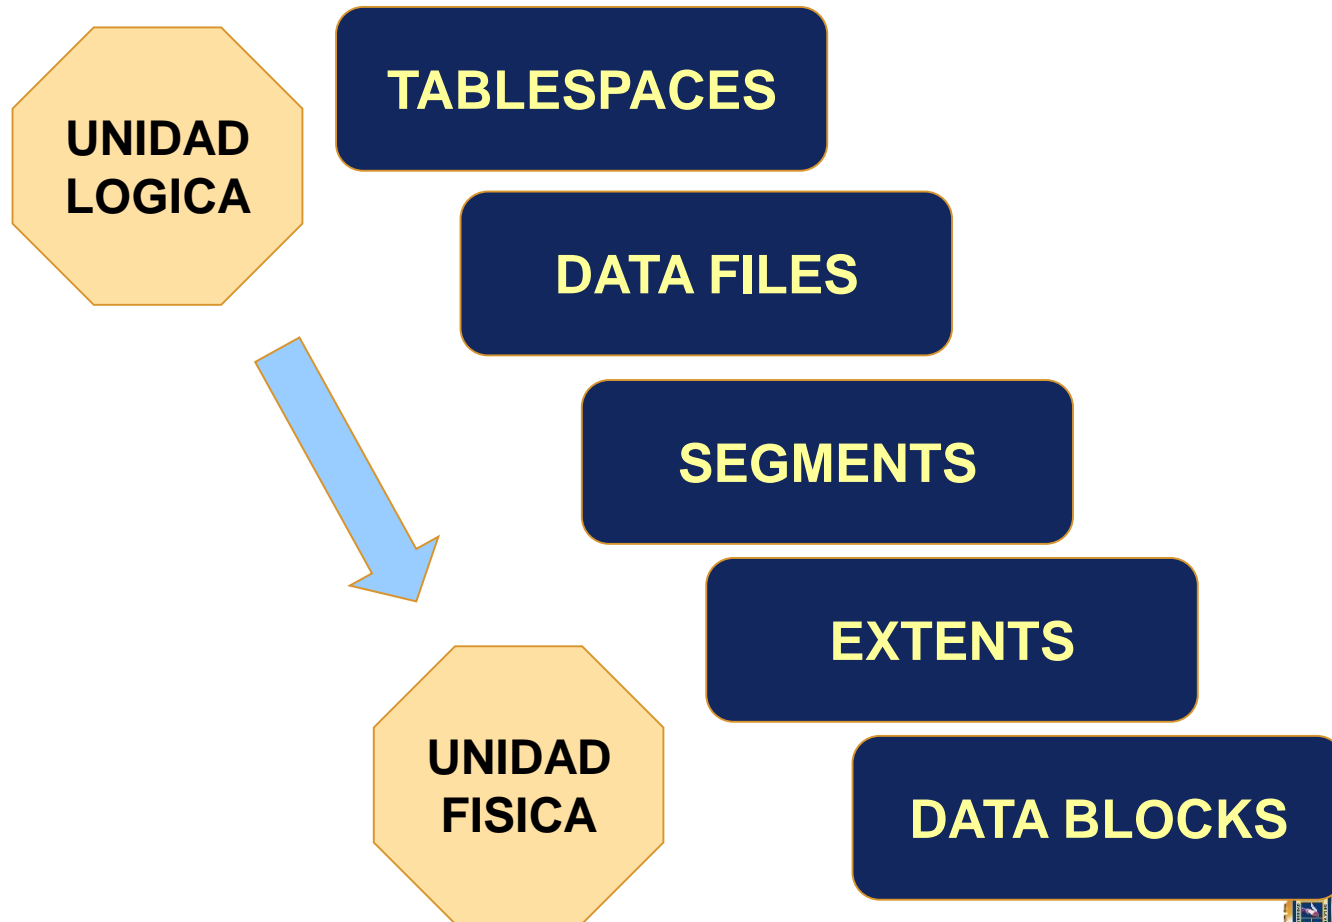 TABLESPACES
UNIDAD
LOGICA
DATA FILES
SEGMENTS
EXTENTS
UNIDAD
FISICA
DATA BLOCKS